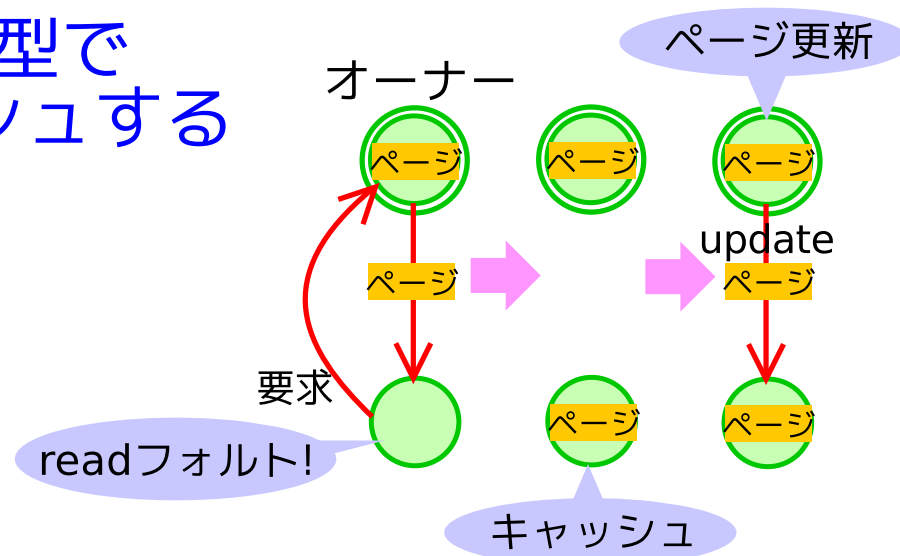 型で
シュする
ページ更新
オーナー
ページ
ページ
ページ
update
ページ
ページ
要求
ページ
ページ
readフォルト!
キャッシュ